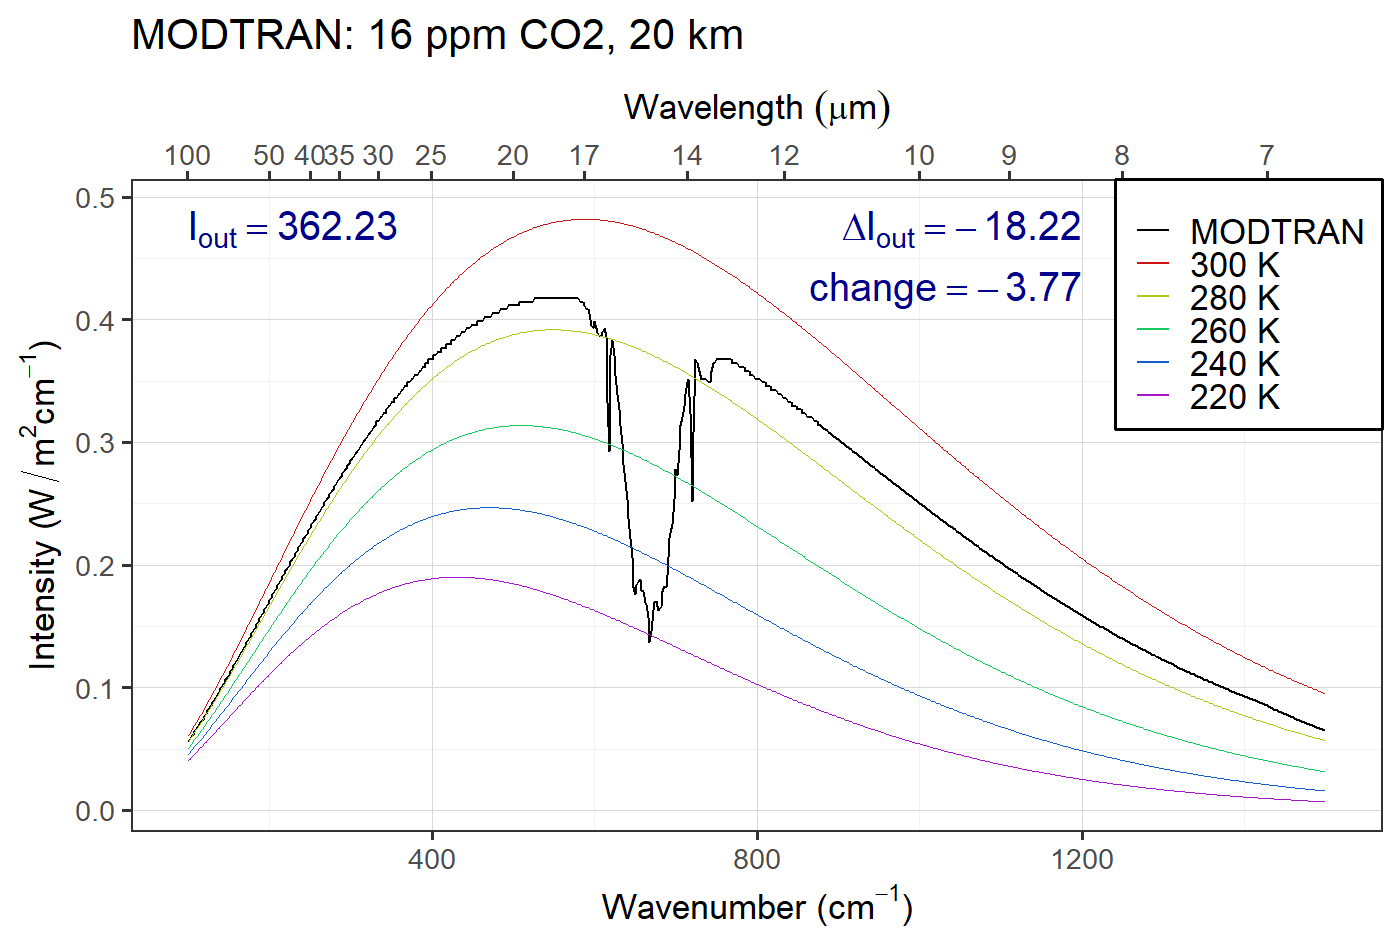 MODTRAN: 16 ppm CO2, 20 km
Wavelength (μm)
100 50 40 35 30 25 20 17 14 12 10 9 8 7
0.5
0.4
0.3
0.2
0.1
0.0
Intensity (W / m² cm⁻¹)
Iout = 362.23
ΔIout = − 18.22
change = − 3.77
MODTRAN
300 K
280 K
260 K
240 K
220 K
400 800 1200
Wavenumber (cm⁻¹)